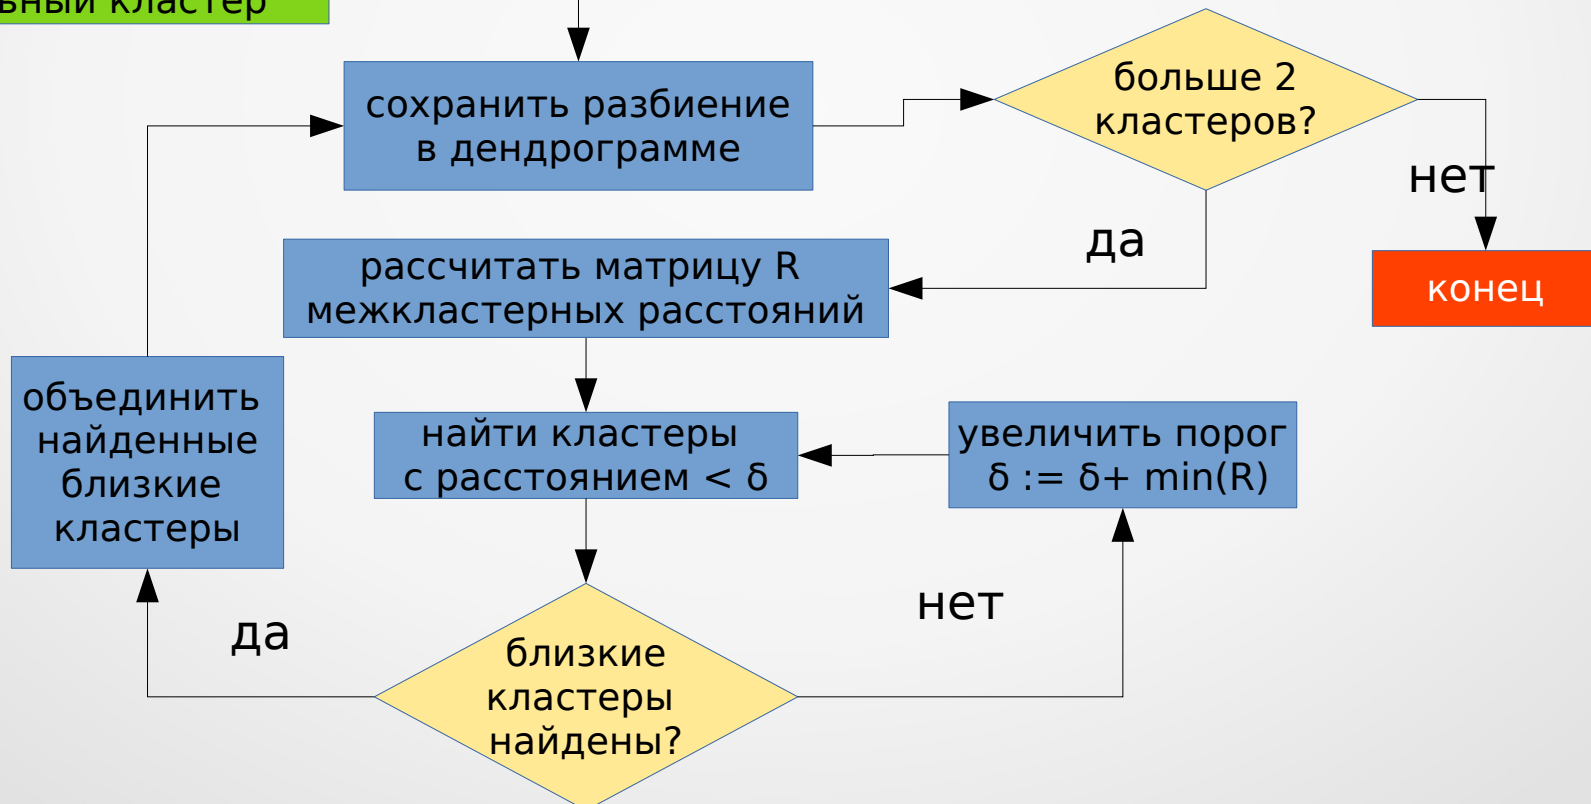 кластер
сохранить разбиение
в дендрограмме
больше 2
кластеров?
нет
да
конец
рассчитать матрицу R
межкластерных расстояний
объединить
найденные
близкие
кластеры
найти кластеры
с расстоянием < δ
увеличить порог
δ := δ+ min(R)
да
нет
близкие
кластеры
найдены?